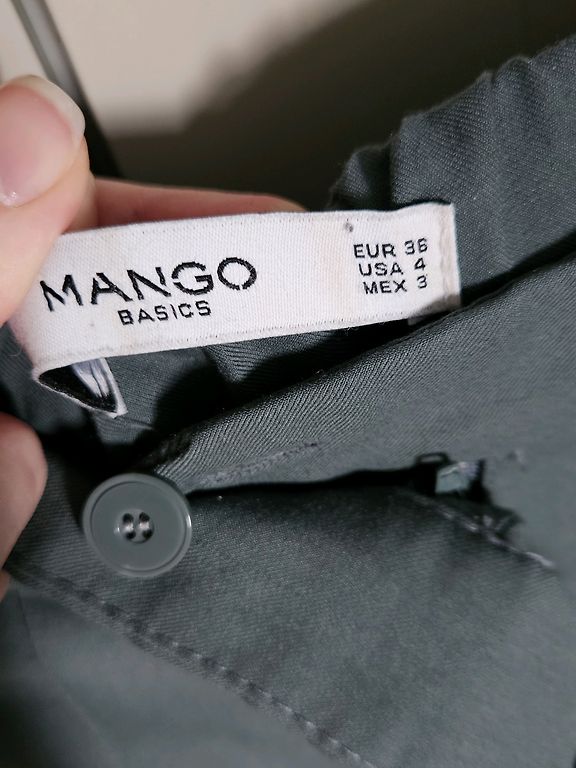 MANGO
BASICS
EUR 36
USA 4
MEX 3